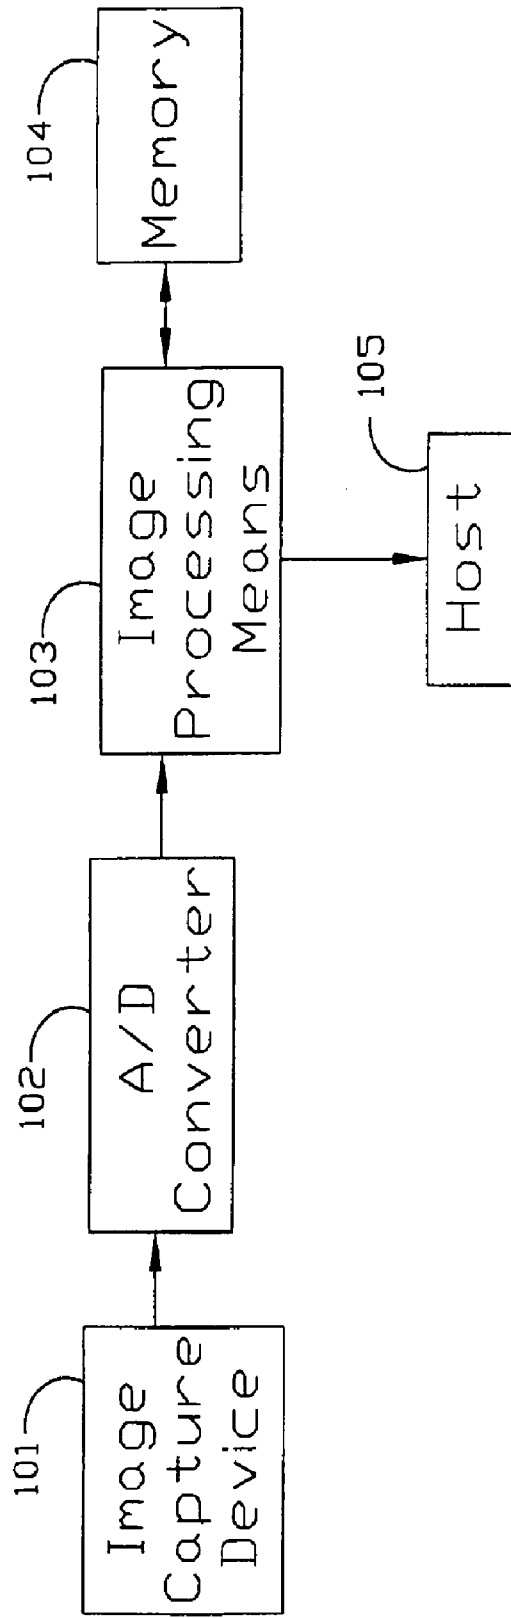 101
Image
Capture
Device
102
A/D
Converter
103
Image
Processing
Means
104
Memory
105
Host